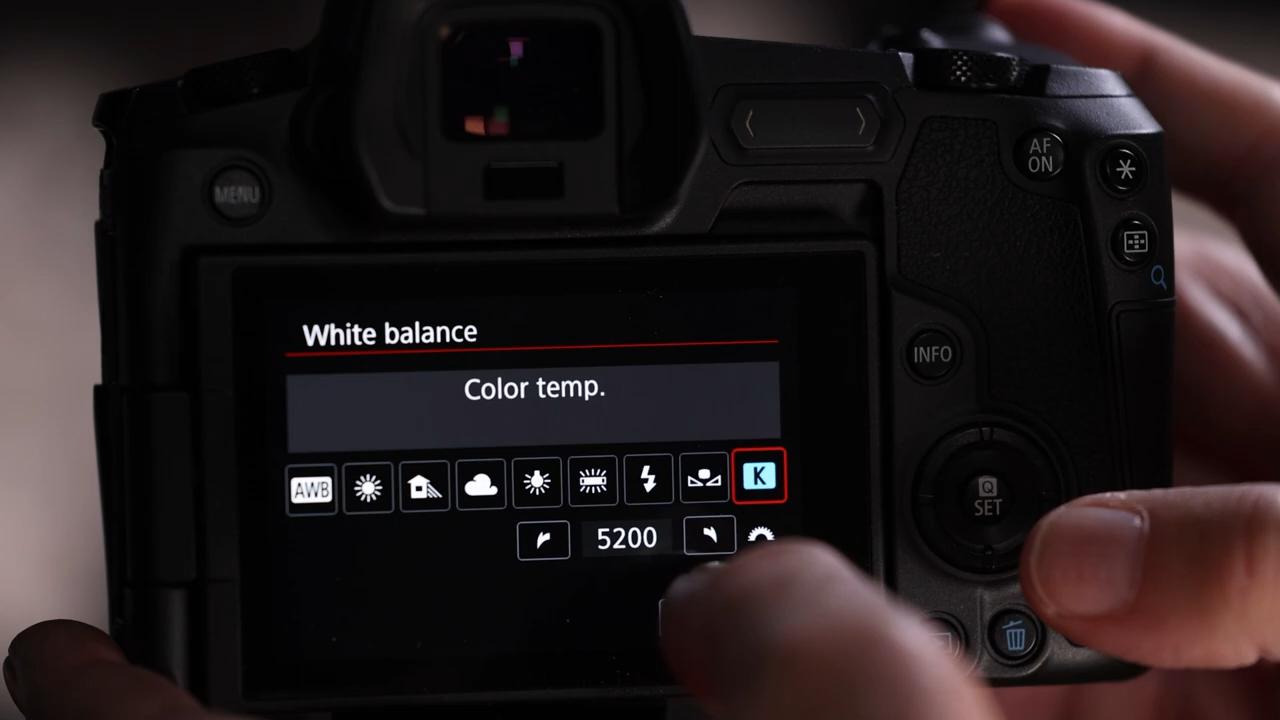 AF
ON
MENU
INFO
White balance
Color temp.
AWB
K
5200
Q
SET